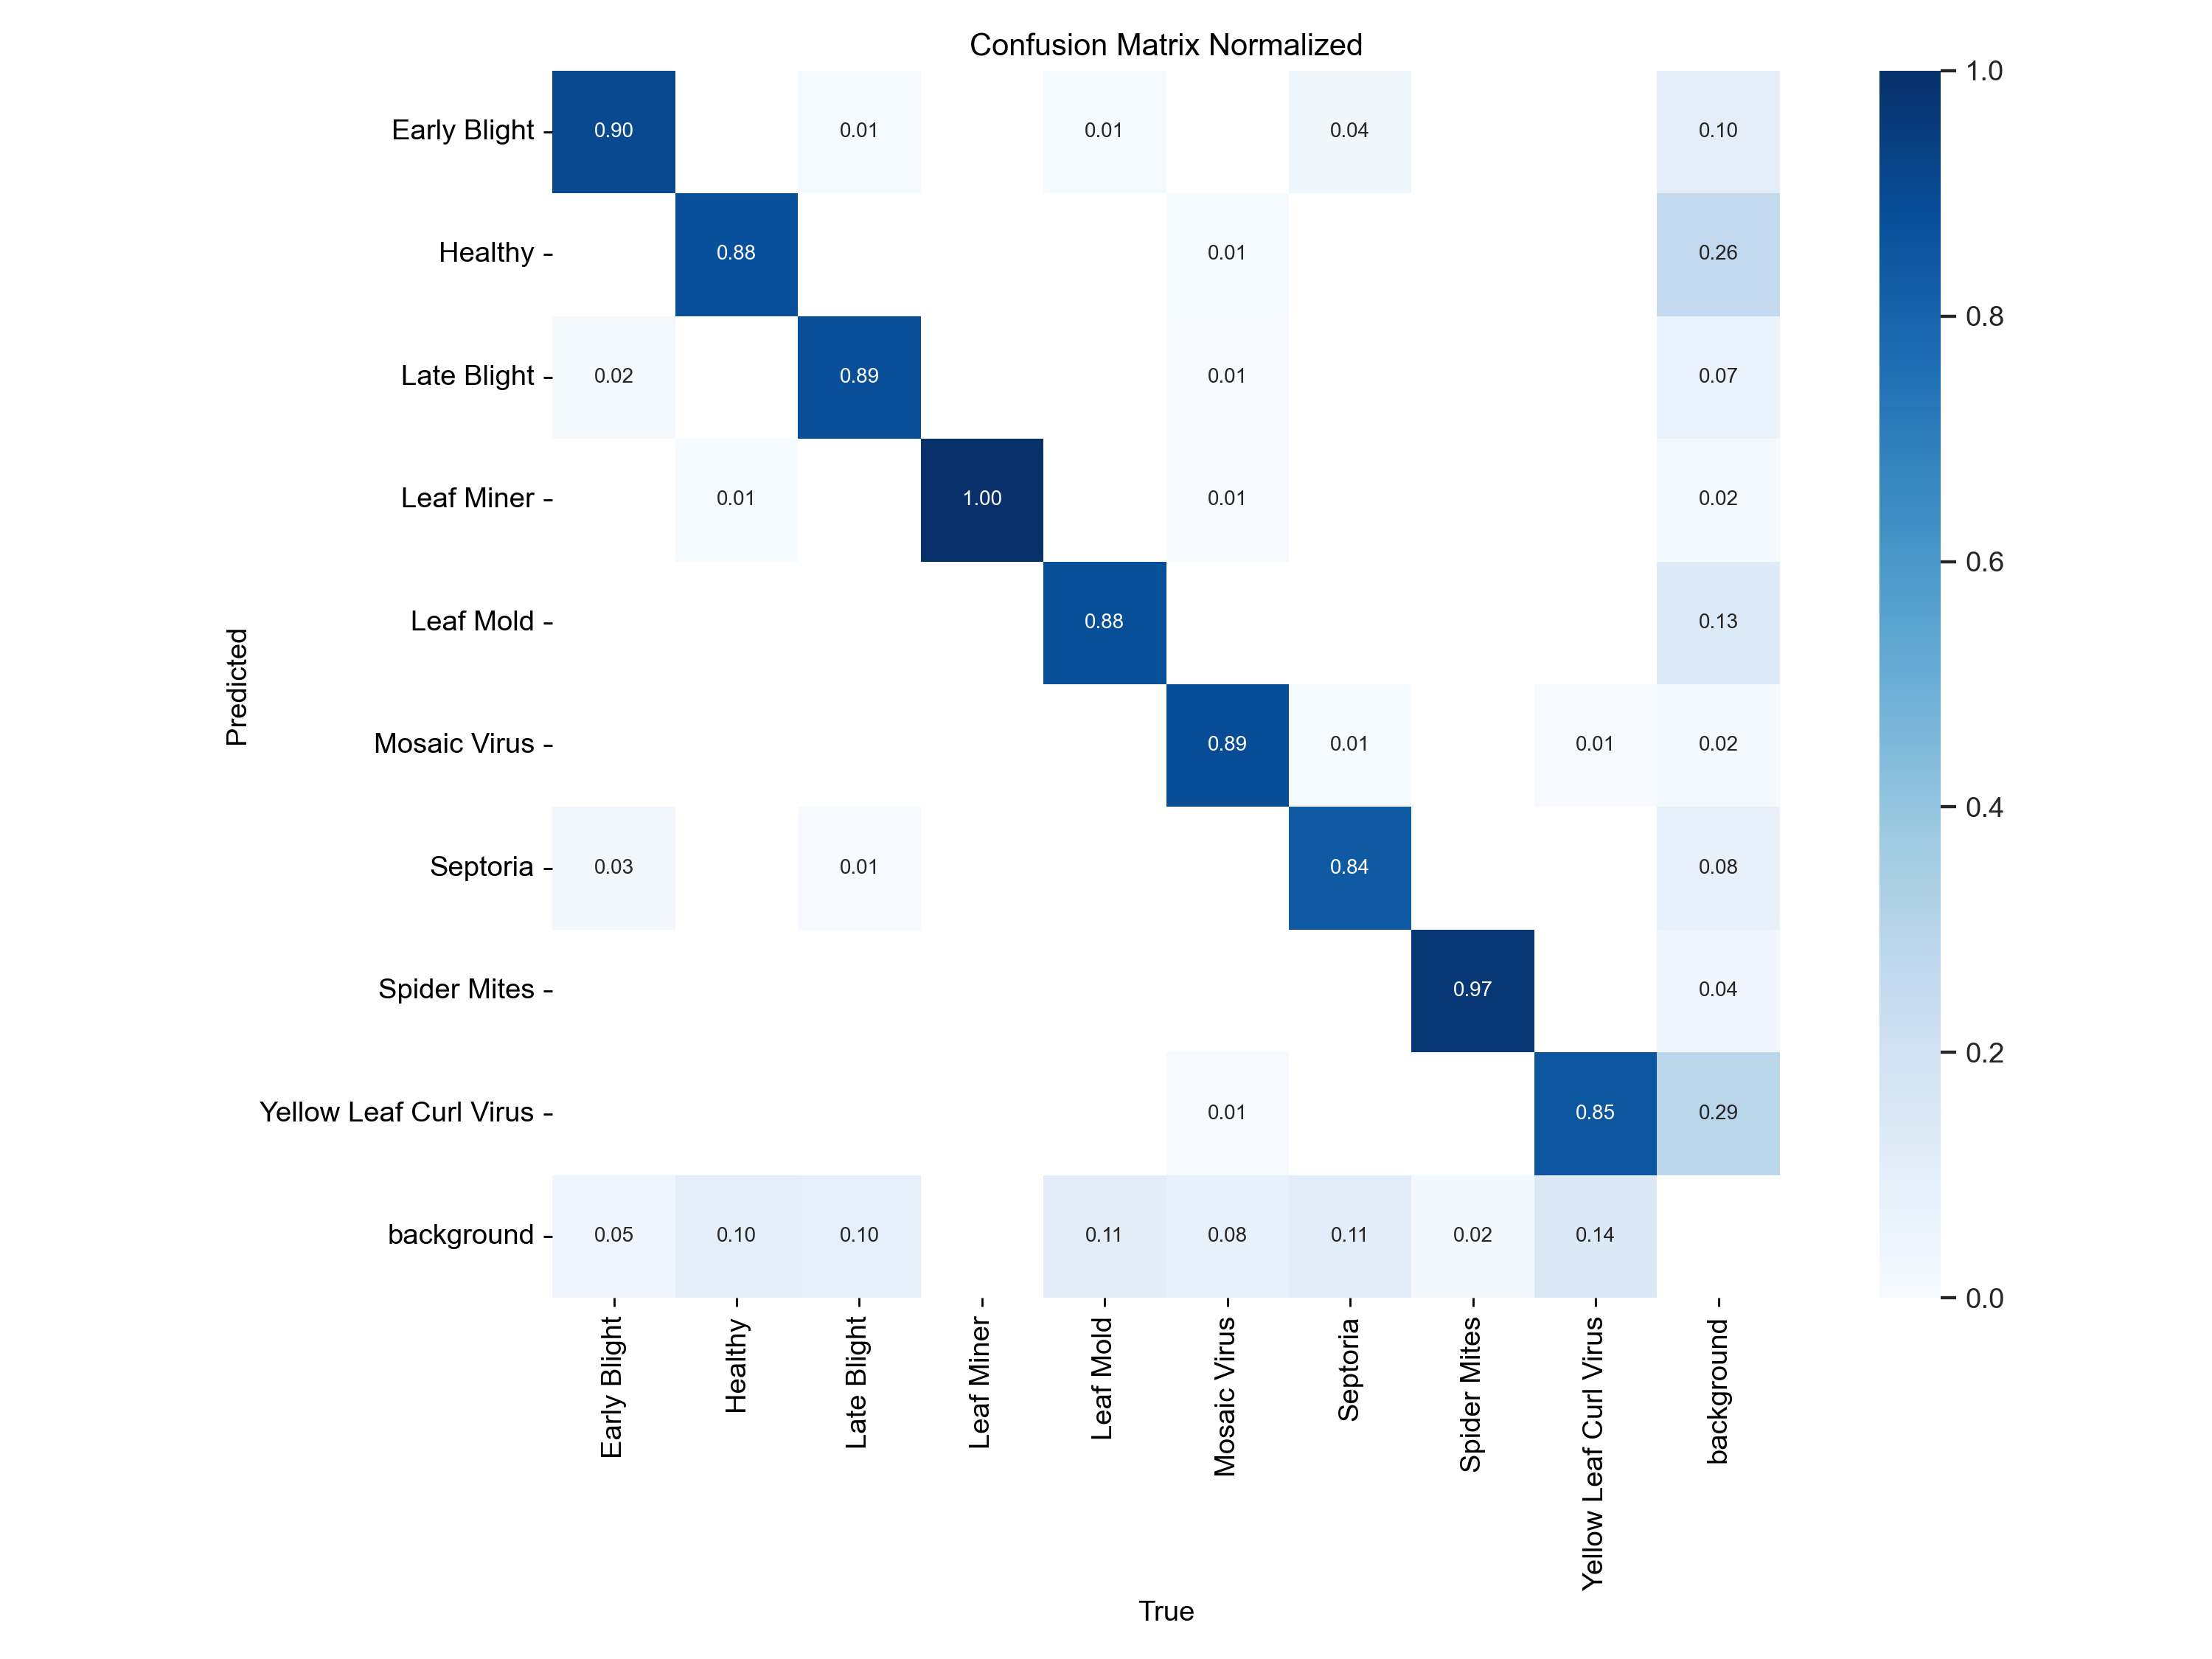 Confusion Matrix Normalized
Early Blight 0.90 0.01 0.01 0.04 0.10
Healthy 0.88 0.01 0.26
Late Blight 0.02 0.89 0.01 0.07
Leaf Miner 0.01 1.00 0.01 0.02
Leaf Mold 0.88 0.13
Mosaic Virus 0.89 0.01 0.01 0.02
Septoria 0.03 0.01 0.84 0.08
Spider Mites 0.97 0.04
Yellow Leaf Curl Virus 0.01 0.85 0.29
background 0.05 0.10 0.10 0.11 0.08 0.11 0.02 0.14
Predicted
Early Blight
Healthy
Late Blight
Leaf Miner
Leaf Mold
Mosaic Virus
Septoria
Spider Mites
Yellow Leaf Curl Virus
background
True
1.0
0.8
0.6
0.4
0.2
0.0